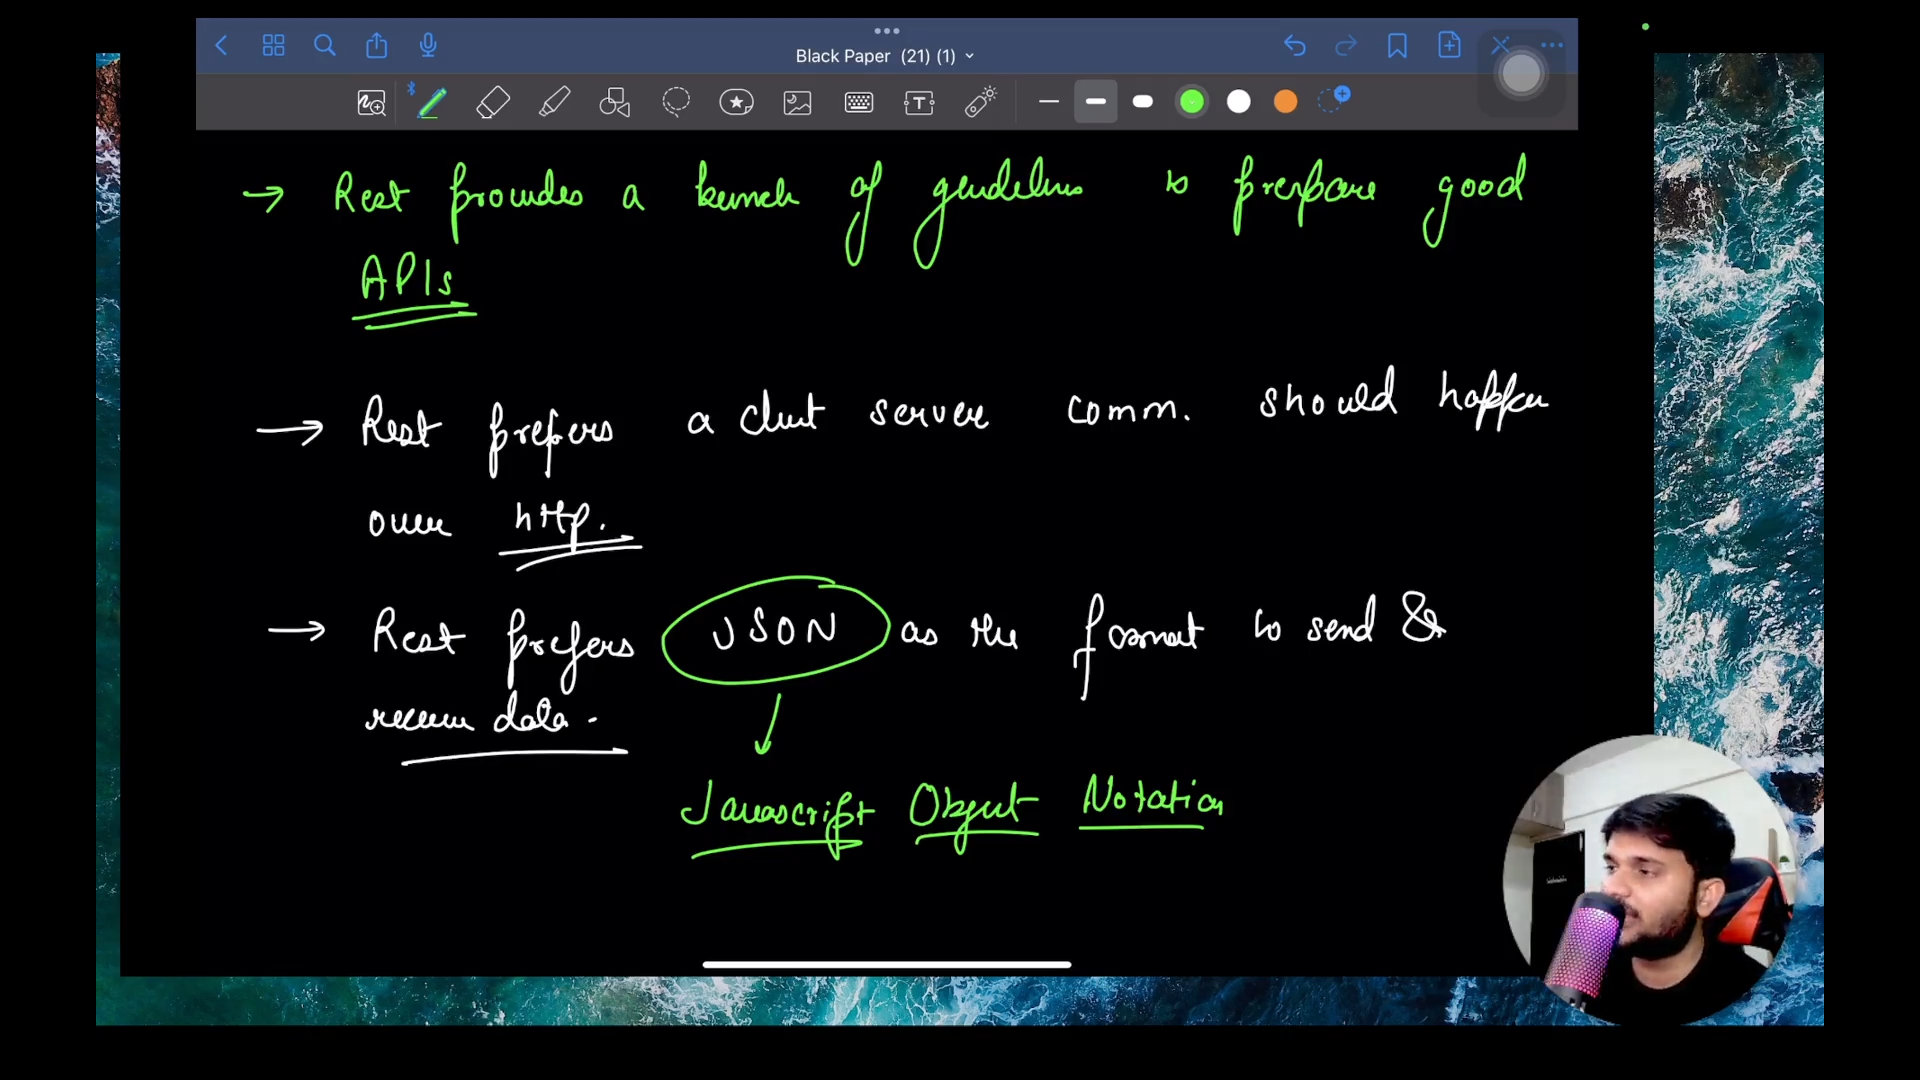 Black Paper (21) (1)
→ Rest provides a bunch of guidelines to prerpare good
APIs
→ Rest prefers a client server comm. should happen
over http.
→ Rest prefers JSON as the format to send &
receive data.
Javascript Object Notation